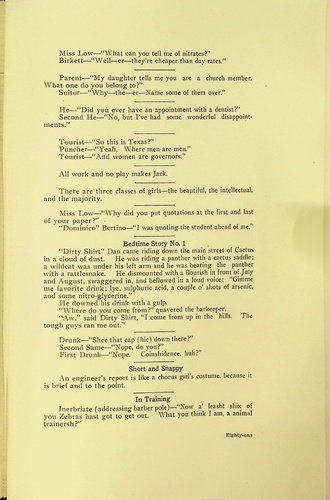 Miss Low—"What can you tell me of nitrates?"
Birkett—"Well—er—they're cheaper than day rates."
Parent—"My daughter tells me you are a church member.
What one do you belong to?"
Suitor—"Why—the—er—Name some of them over."
He—"Did you ever have an appointment with a dentist?"
Second He—"No, but I've had some wonderful disappoint-
ments."
Tourist—"So this is Texas?"
Puncher—"Yeah. Where men are men."
Tourist—"And women are governors."
All work and no play makes Jack.
There are three classes of girls—the beautiful, the intellectual,
and the majority.
Miss Low—"Why did you put quotations at the first and last
of your paper?"
"Dominico" Bertino—"I was quoting the student ahead of me."
Bedtime Story No. 1
"Dirty Shirt" Dan came riding down the main street of Cactus
in a cloud of dust. He was riding a panther with a cactus saddle;
a wildcat was under his left arm and he was beating the panther
with a rattlesnake. He dismounted with a flourish in front of July
and August, swaggered in, and bellowed in a loud voice: "Gimme
me favorite drink; lye, sulphuric acid, a couple o' shots of arsenic,
and some nitro-glycerine."
He downed his drink with a gulp.
"Where do you come from?" quavered the barkeeper.
"Aw," said Dirty Shirt, "I come from up in the hills. The
tough guys ran me out."
Drunk—"Shee that cap (hic) down there?"
Second Same—"Nope, do you?"
First Drunk—"Nope. Coinshidence, huh?"
Short and Snappy
An engineer's report is like a chorus girl's costume, because it
is brief and to the point.
In Training
Inerbriate (addressing barber pole)—"Now a' leasht shix of
you Zebras hast got to get out. What you think I am, a animal
trainersh?"
Eighty-one